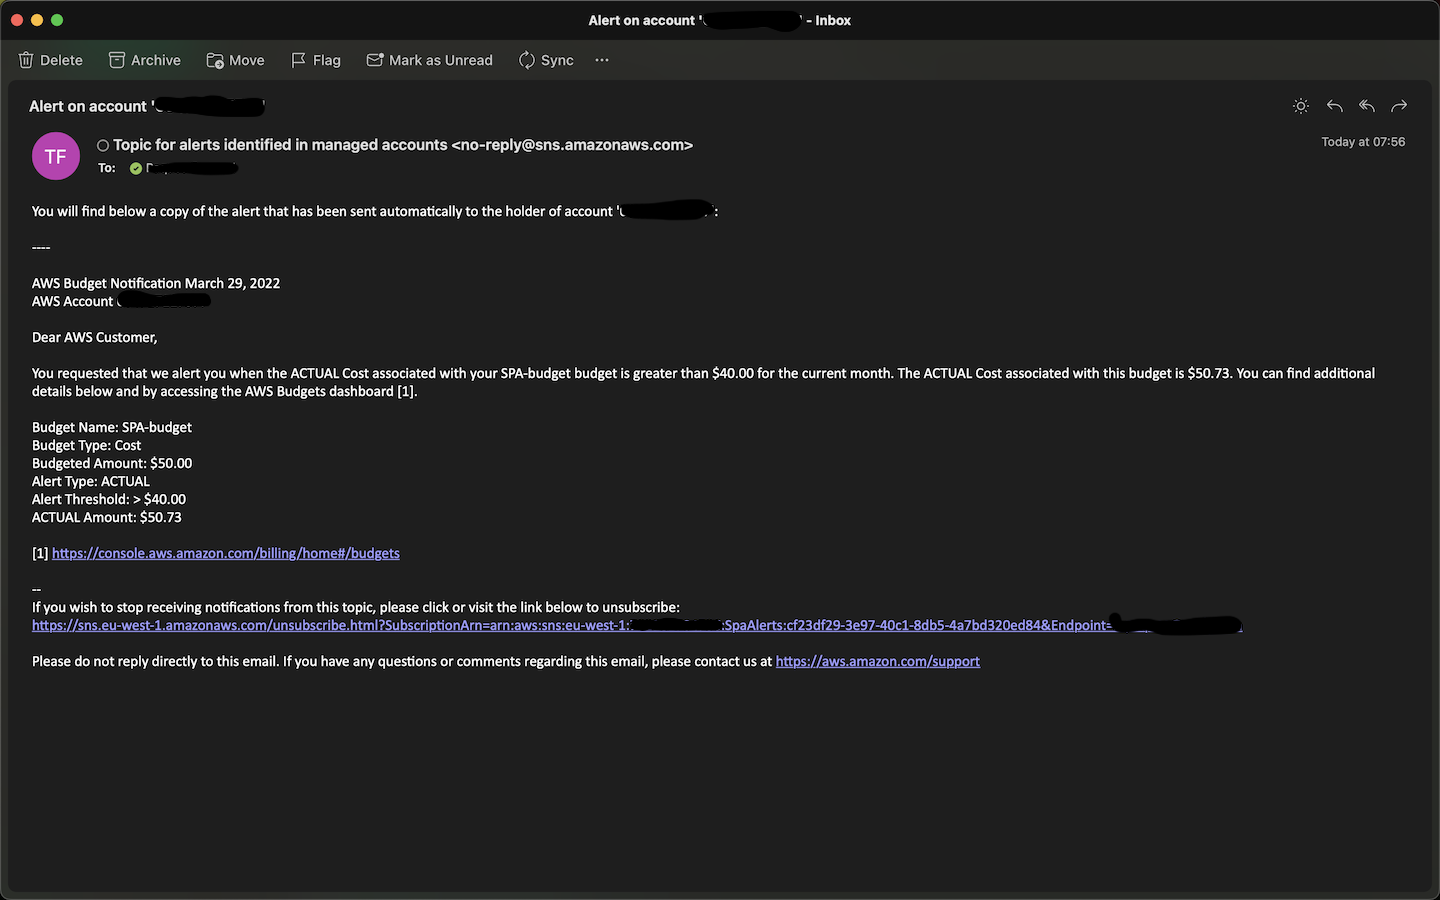 Alert on account ' ' - Inbox
Delete Archive Move Flag Mark as Unread Sync ...
Alert on account '
TF
Topic for alerts identified in managed accounts <no-reply@sns.amazonaws.com>
Today at 07:56
To:
You will find below a copy of the alert that has been sent automatically to the holder of account ' ':
----
AWS Budget Notification March 29, 2022
AWS Account
Dear AWS Customer,
You requested that we alert you when the ACTUAL Cost associated with your SPA-budget budget is greater than $40.00 for the current month. The ACTUAL Cost associated with this budget is $50.73. You can find additional
details below and by accessing the AWS Budgets dashboard [1].
Budget Name: SPA-budget
Budget Type: Cost
Budgeted Amount: $50.00
Alert Type: ACTUAL
Alert Threshold: > $40.00
ACTUAL Amount: $50.73
[1] https://console.aws.amazon.com/billing/home#/budgets
--
If you wish to stop receiving notifications from this topic, please click or visit the link below to unsubscribe:
https://sns.eu-west-1.amazonaws.com/unsubscribe.html?SubscriptionArn=arn:aws:sns:eu-west-1: :SpaAlerts:cf23df29-3e97-40c1-8db5-4a7bd320ed84&Endpoint=
Please do not reply directly to this email. If you have any questions or comments regarding this email, please contact us at https://aws.amazon.com/support